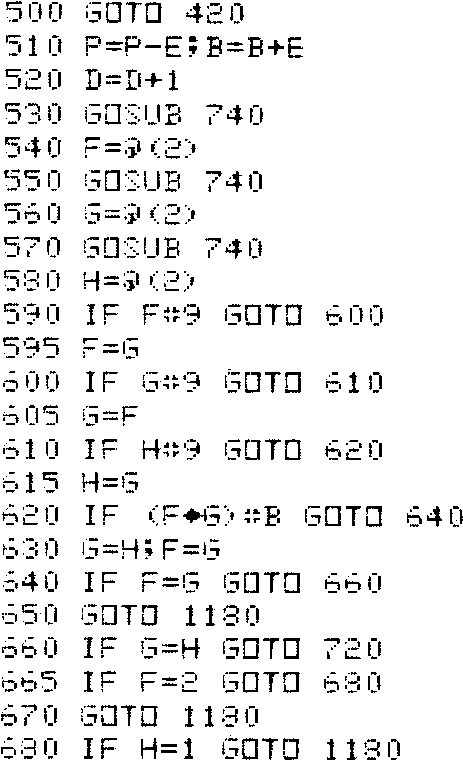 500 GOTO 420
510 P=P-E;B=B+E
520 D=D+1
530 GOSUB 740
540 F=@(2)
550 GOSUB 740
560 G=@(2)
570 GOSUB 740
580 H=@(2)
590 IF F#9 GOTO 600
595 F=G
600 IF G#9 GOTO 610
605 G=F
610 IF H#9 GOTO 620
615 H=G
620 IF (F*G)#B GOTO 640
630 G=H;F=G
640 IF F=G GOTO 660
650 GOTO 1180
660 IF G=H GOTO 720
665 IF F=2 GOTO 680
670 GOTO 1190
680 IF H=1 GOTO 1180